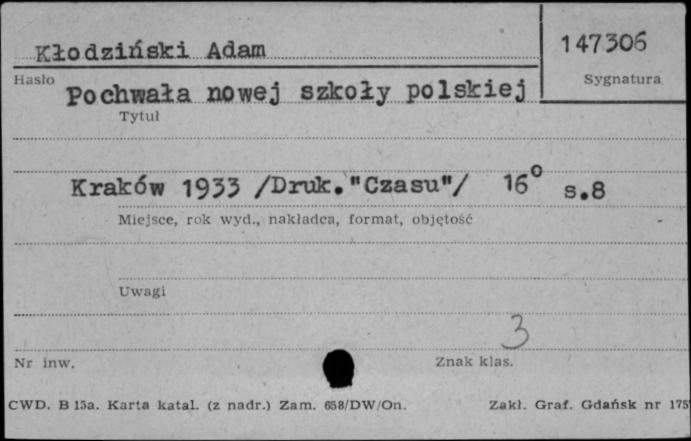 Kłodziński Adam
147306
Hasło
Sygnatura
Pochwała nowej szkoły polskiej
Tytuł
Kraków 1933 /Druk."Czasu"/ 16° s.8
Miejsce, rok wyd., nakładca, format, objętość
Uwagi
3
Nr inw.
Znak klas.
CWD. B 15a. Karta katal. (z nadr.) Zam. 658/DW/On.
Zakł. Graf. Gdańsk nr 175